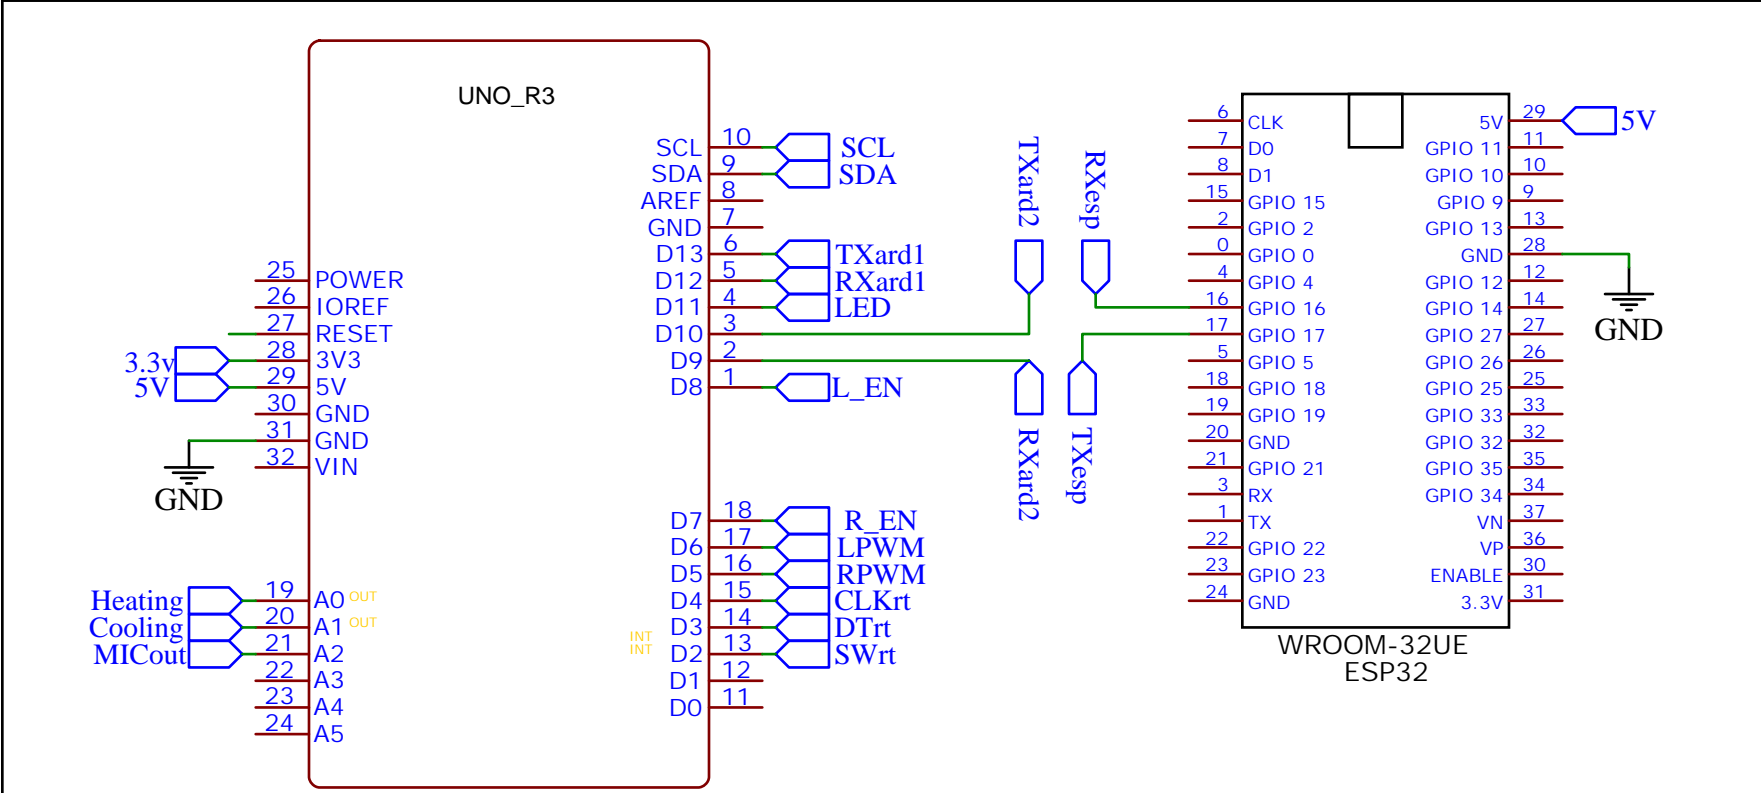 UNO_R3
10
SCL
SCL
9
SDA
SDA
8
AREF
7
GND
6
D13
TXard1
5
D12
RXard1
4
D11
LED
3
D10
2
D9
1
D8
L_EN
25
POWER
26
IOREF
27
RESET
28
3V3
3.3v
29
5V
5V
30
GND
31
GND
32
VIN
GND
18
D7
R_EN
17
D6
LPWM
16
D5
RPWM
15
D4
CLKrt
14
D3
DTrt
INT
INT
13
D2
SWrt
12
D1
11
D0
19
Heating
A0 OUT
20
Cooling
A1 OUT
21
MICout
A2
22
A3
23
A4
24
A5
TXard2
RXesp
RXard2
TXesp
6
CLK
7
D0
8
D1
15
GPIO 15
2
GPIO 2
0
GPIO 0
4
GPIO 4
16
GPIO 16
17
GPIO 17
5
GPIO 5
18
GPIO 18
19
GPIO 19
20
GND
21
GPIO 21
3
RX
1
TX
22
GPIO 22
23
GPIO 23
24
GND
29
5V
5V
11
GPIO 11
10
GPIO 10
9
GPIO 9
13
GPIO 13
28
GND
12
GPIO 12
14
GPIO 14
27
GPIO 27
26
GPIO 26
25
GPIO 25
33
GPIO 33
32
GPIO 32
35
GPIO 35
34
GPIO 34
37
VN
36
VP
30
ENABLE
31
3.3V
GND
WROOM-32UE
ESP32